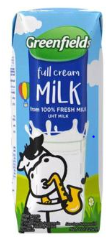 Greenfields
full cream
MiLK
from 100% FRESH MILK
UHT MILK